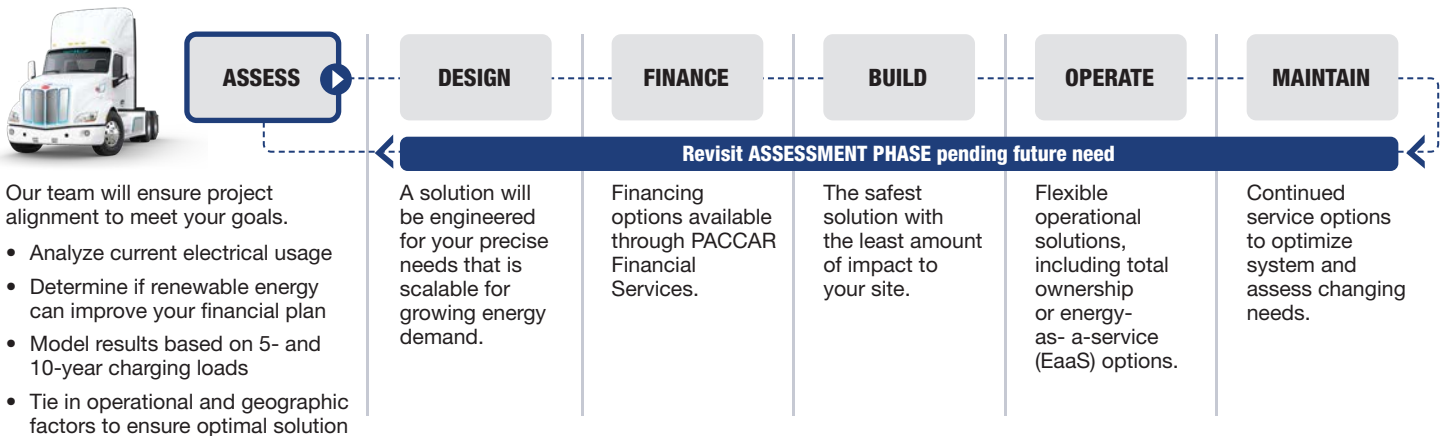 ASSESS
DESIGN
FINANCE
BUILD
OPERATE
MAINTAIN
Revisit ASSESSMENT PHASE pending future need
Our team will ensure project
alignment to meet your goals.
• Analyze current electrical usage
• Determine if renewable energy
can improve your financial plan
• Model results based on 5- and
10-year charging loads
• Tie in operational and geographic
factors to ensure optimal solution
A solution will
be engineered
for your precise
needs that is
scalable for
growing energy
demand.
Financing
options available
through PACCAR
Financial
Services.
The safest
solution with
the least amount
of impact to
your site.
Flexible
operational
solutions,
including total
ownership
or energy-
as- a-service
(EaaS) options.
Continued
service options
to optimize
system and
assess changing
needs.